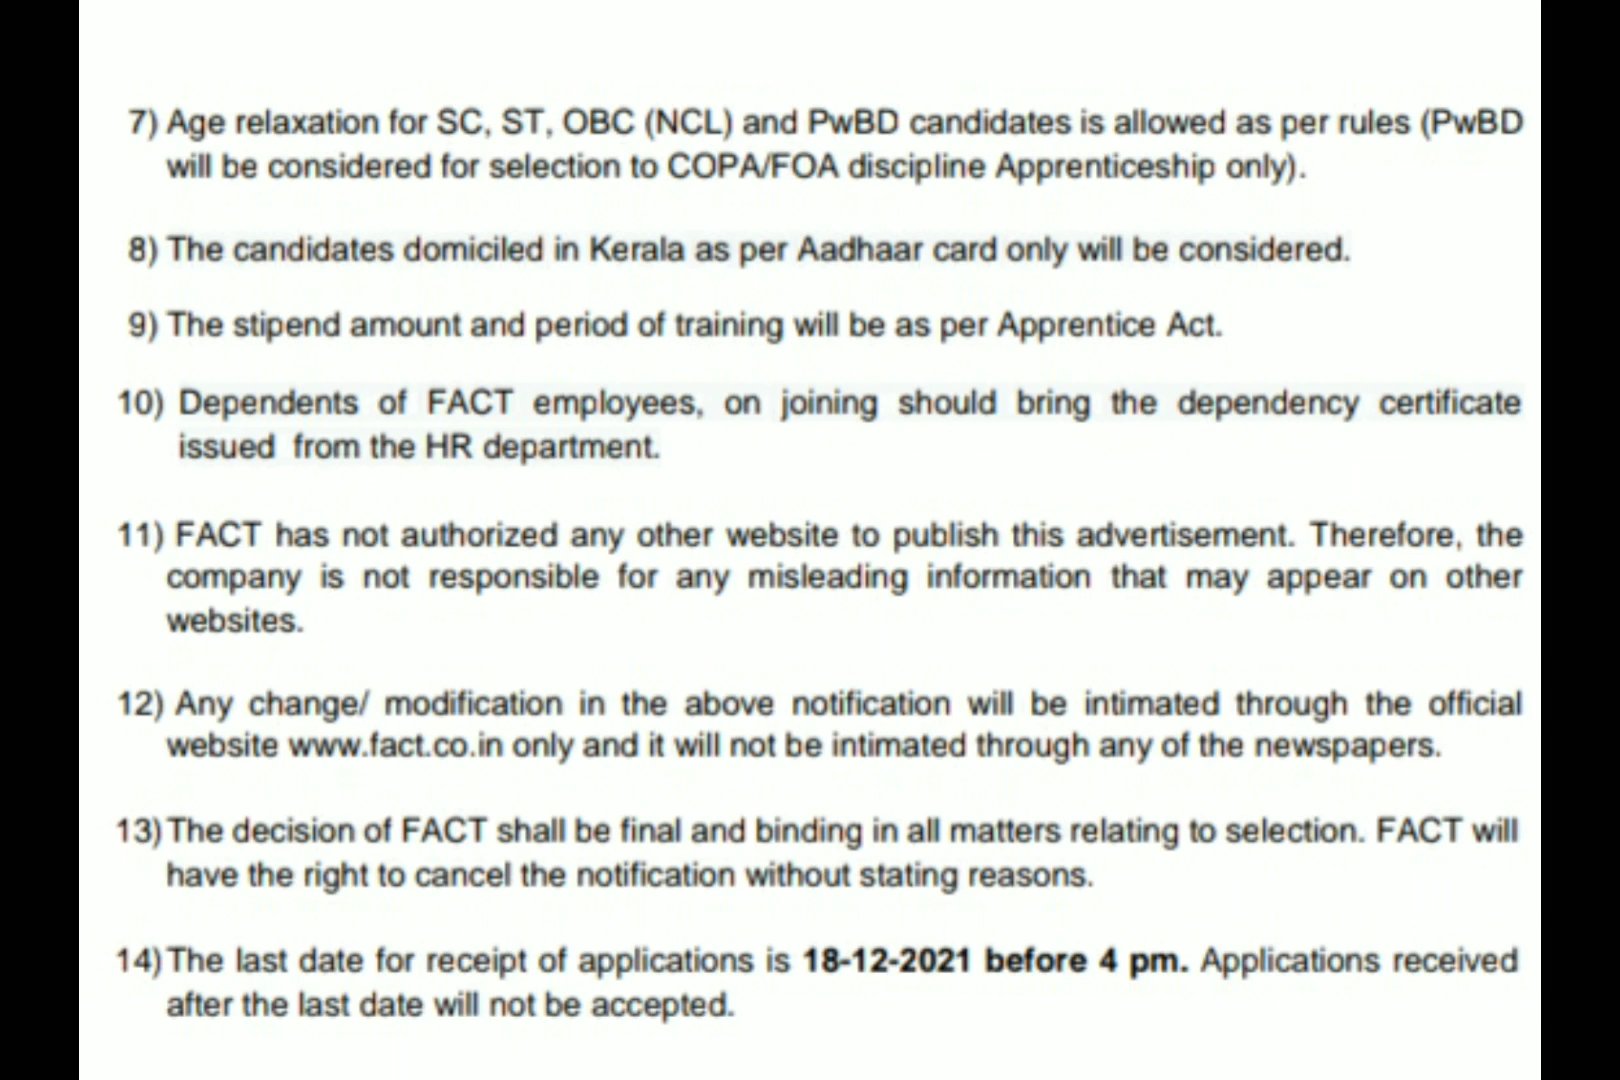 7) Age relaxation for SC, ST, OBC (NCL) and PwBD candidates is allowed as per rules (PwBD
will be considered for selection to COPA/FOA discipline Apprenticeship only).
8) The candidates domiciled in Kerala as per Aadhaar card only will be considered.
9) The stipend amount and period of training will be as per Apprentice Act.
10) Dependents of FACT employees, on joining should bring the dependency certificate
issued from the HR department.
11) FACT has not authorized any other website to publish this advertisement. Therefore, the
company is not responsible for any misleading information that may appear on other
websites.
12) Any change/ modification in the above notification will be intimated through the official
website www.fact.co.in only and it will not be intimated through any of the newspapers.
13) The decision of FACT shall be final and binding in all matters relating to selection. FACT will
have the right to cancel the notification without stating reasons.
14) The last date for receipt of applications is 18-12-2021 before 4 pm. Applications received
after the last date will not be accepted.